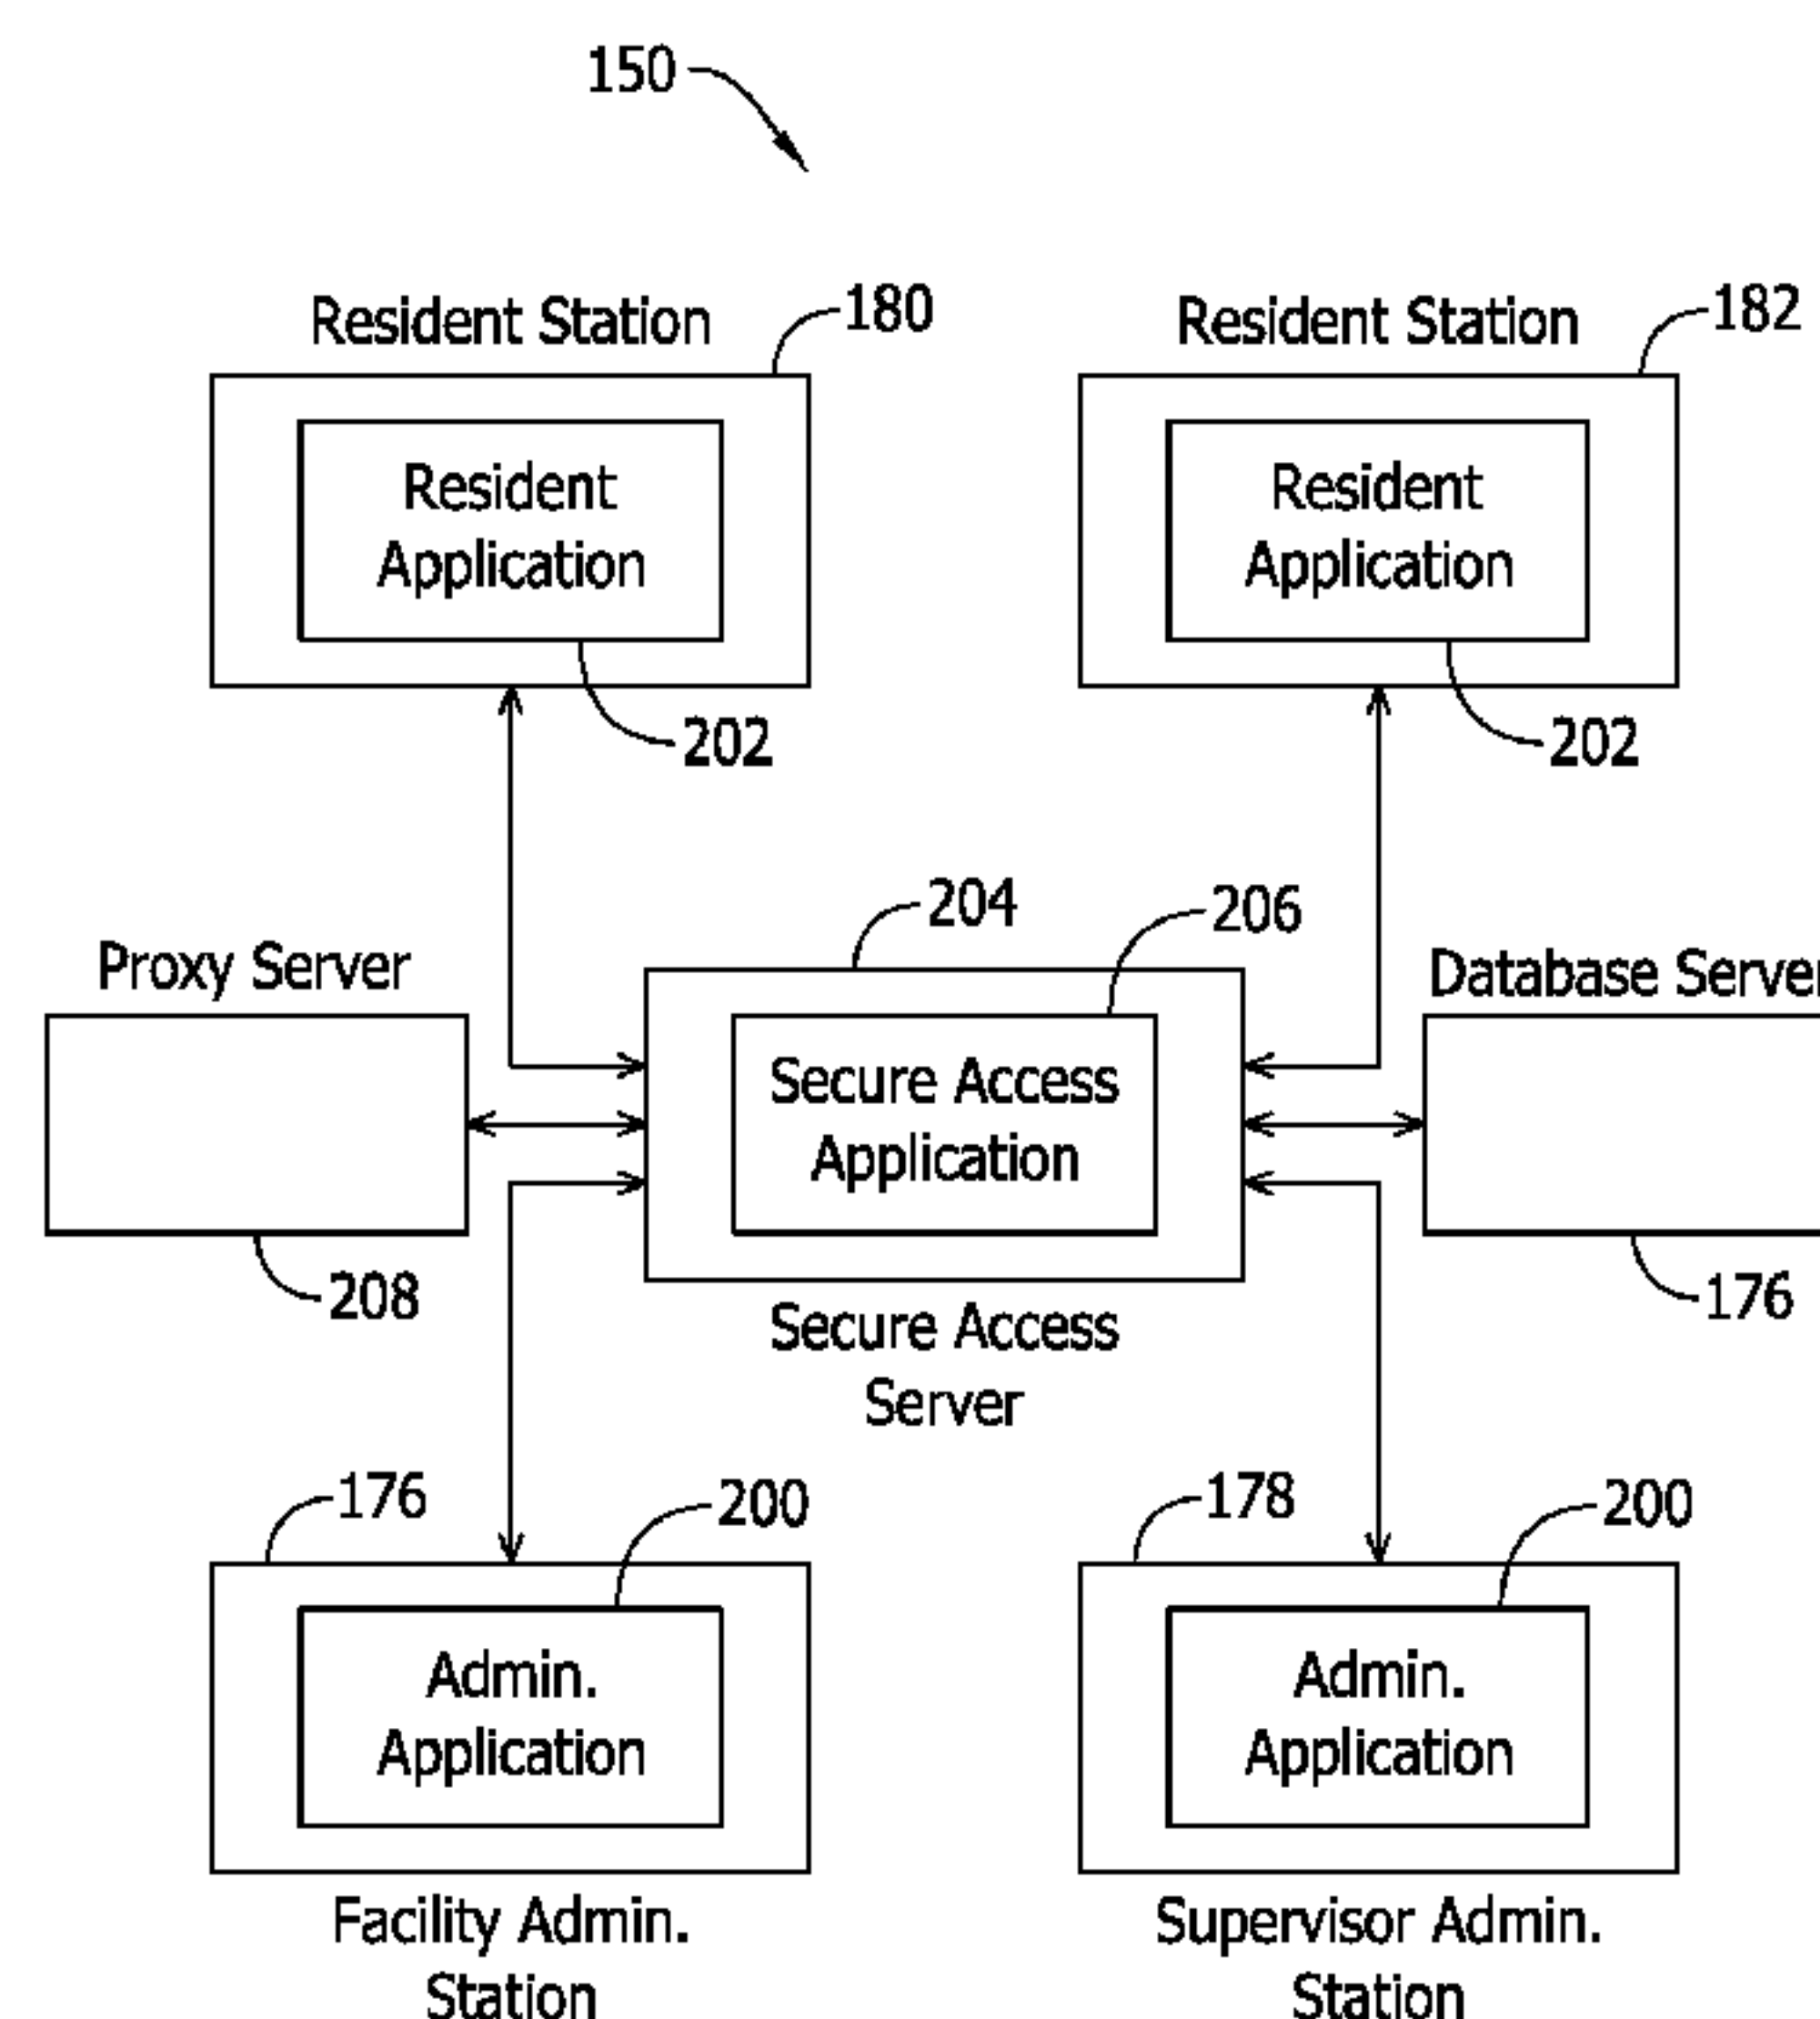 150
Resident Station
180
Resident Station
182
Resident
Application
Resident
Application
202
202
204
206
Proxy Server
Database Server
Secure Access
Application
208
176
Secure Access
Server
176
200
178
200
Admin.
Application
Admin.
Application
Facility Admin.
Station
Supervisor Admin.
Station